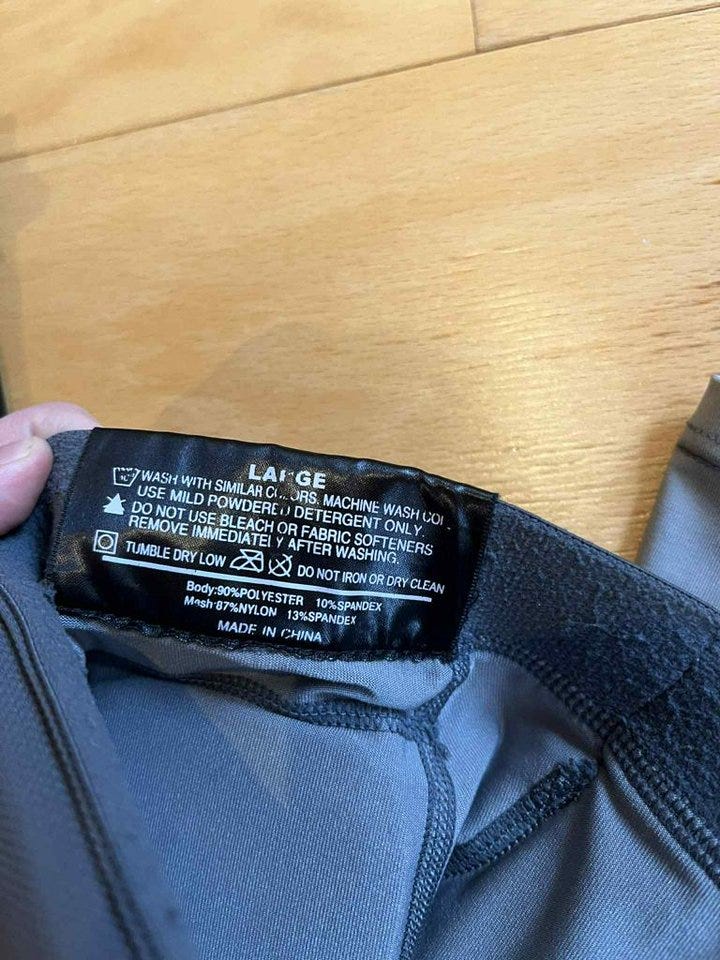 LARGE
WASH WITH SIMILAR COLORS. MACHINE WASH COL
USE MILD POWDERED DETERGENT ONLY.
DO NOT USE BLEACH OR FABRIC SOFTENERS
REMOVE IMMEDIATELY AFTER WASHING.
TUMBLE DRY LOW DO NOT IRON OR DRY CLEAN
Body:90%POLYESTER 10%SPANDEX
Mesh:87%NYLON 13%SPANDEX
MADE IN CHINA